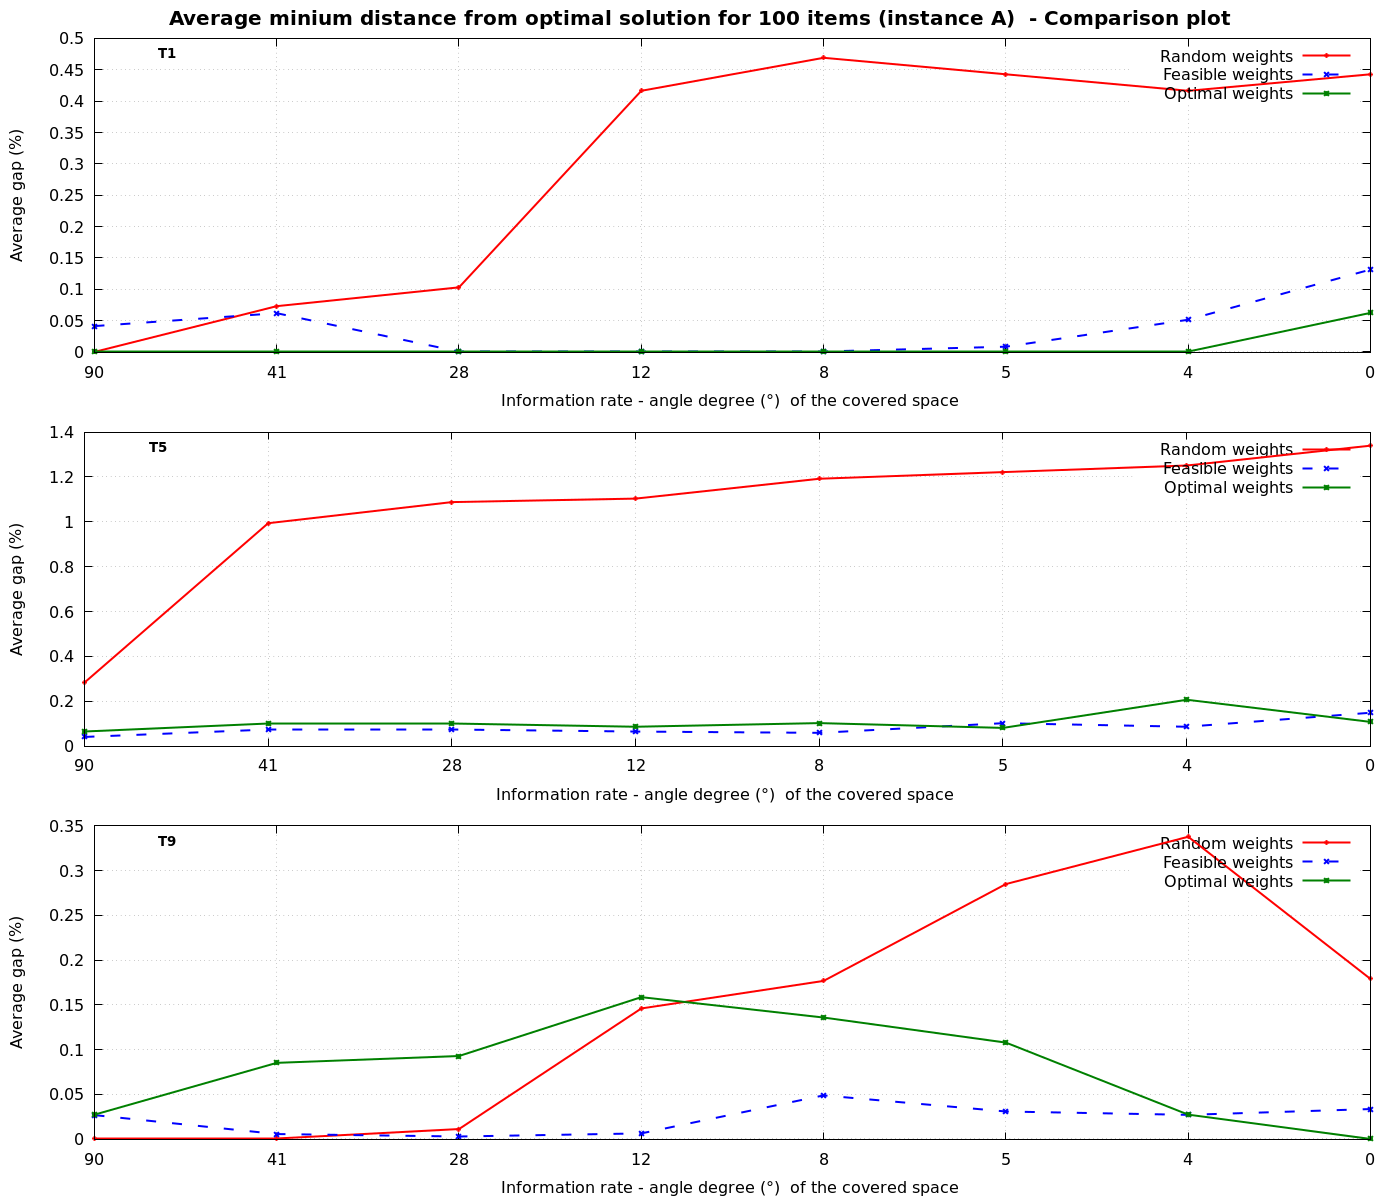 Average minium distance from optimal solution for 100 items (instance A)  - Comparison plot
T1
Random weights
Feasible weights
Optimal weights
Average gap (%)
0.5
0.45
0.4
0.35
0.3
0.25
0.2
0.15
0.1
0.05
0
90 41 28 12 8 5 4 0
Information rate - angle degree (°)  of the covered space
T5
Random weights
Feasible weights
Optimal weights
Average gap (%)
1.4
1.2
1
0.8
0.6
0.4
0.2
0
90 41 28 12 8 5 4 0
Information rate - angle degree (°)  of the covered space
T9
Random weights
Feasible weights
Optimal weights
Average gap (%)
0.35
0.3
0.25
0.2
0.15
0.1
0.05
0
90 41 28 12 8 5 4 0
Information rate - angle degree (°)  of the covered space